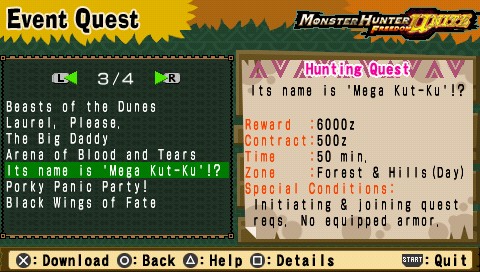 Event Quest
MONSTER HUNTER
FREEDOM UNITE
L 3/4 R
Beasts of the Dunes
Laurel, Please.
The Big Daddy
Arena of Blood and Tears
Its name is 'Mega Kut-Ku'!?
Porky Panic Party!
Black Wings of Fate
Hunting Quest
Its name is 'Mega Kut-Ku'!?
Reward :6000z
Contract:500z
Time :50 min.
Zone :Forest & Hills(Day)
Special Conditions:
Initiating & joining quest
reqs. No equipped armor.
: Download : Back : Help : Details START: Quit